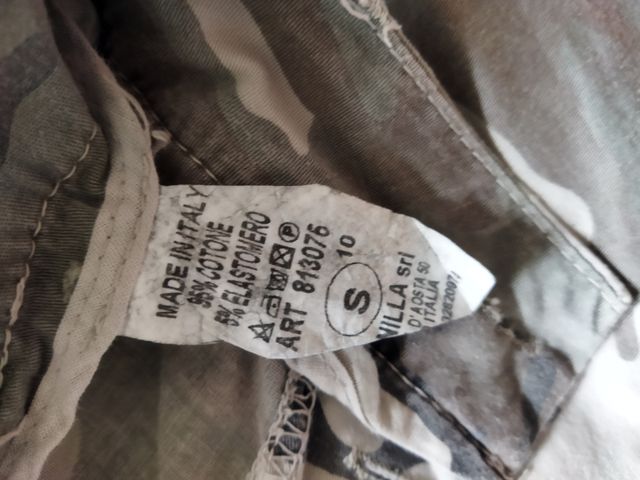 MADE IN ITALY
95% COTONE
5% ELASTOMERO
ART 813076
10
S
VILLA srl
D'AOSTA 50
ITALIA